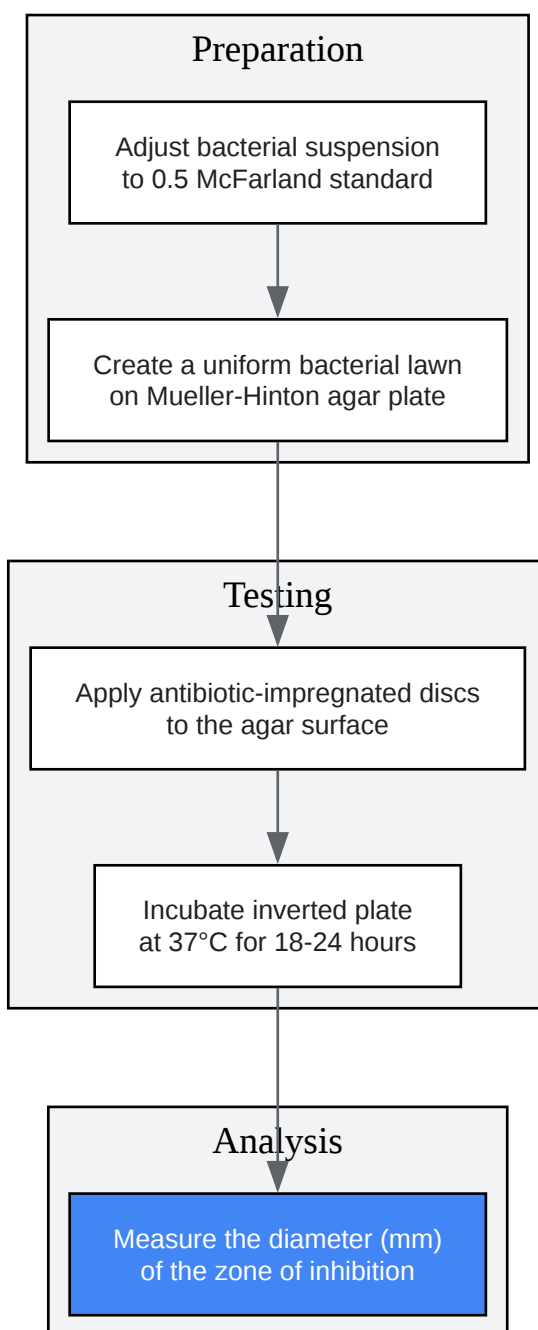 Preparation
Adjust bacterial suspension
to 0.5 McFarland standard
Create a uniform bacterial lawn
on Mueller-Hinton agar plate
Testing
Apply antibiotic-impregnated discs
to the agar surface
Incubate inverted plate
at 37°C for 18-24 hours
Analysis
Measure the diameter (mm)
of the zone of inhibition